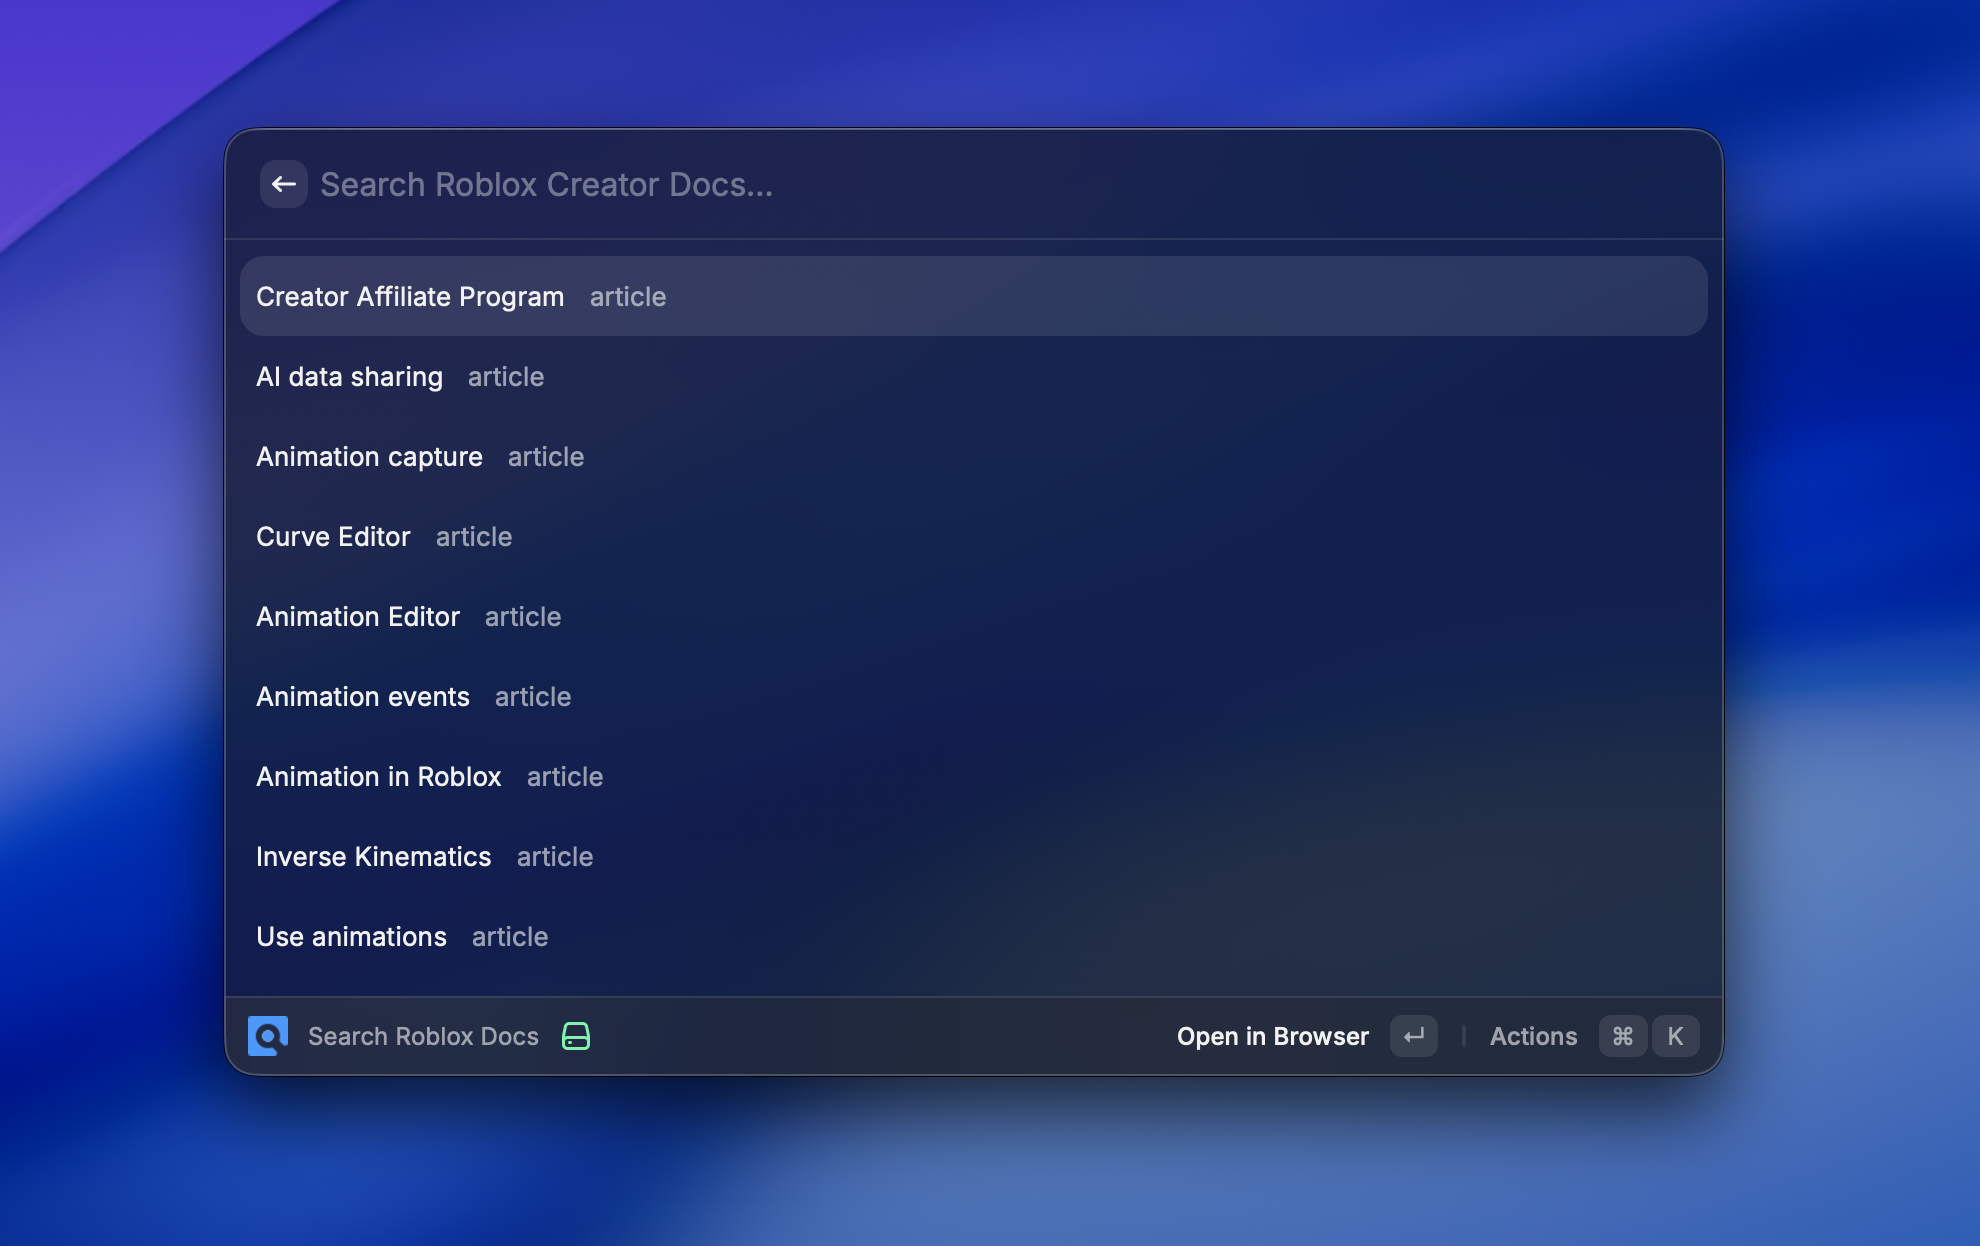 Search Roblox Creator Docs...
Creator Affiliate Program article
AI data sharing article
Animation capture article
Curve Editor article
Animation Editor article
Animation events article
Animation in Roblox article
Inverse Kinematics article
Use animations article
Search Roblox Docs Open in Browser ↵ Actions ⌘ K